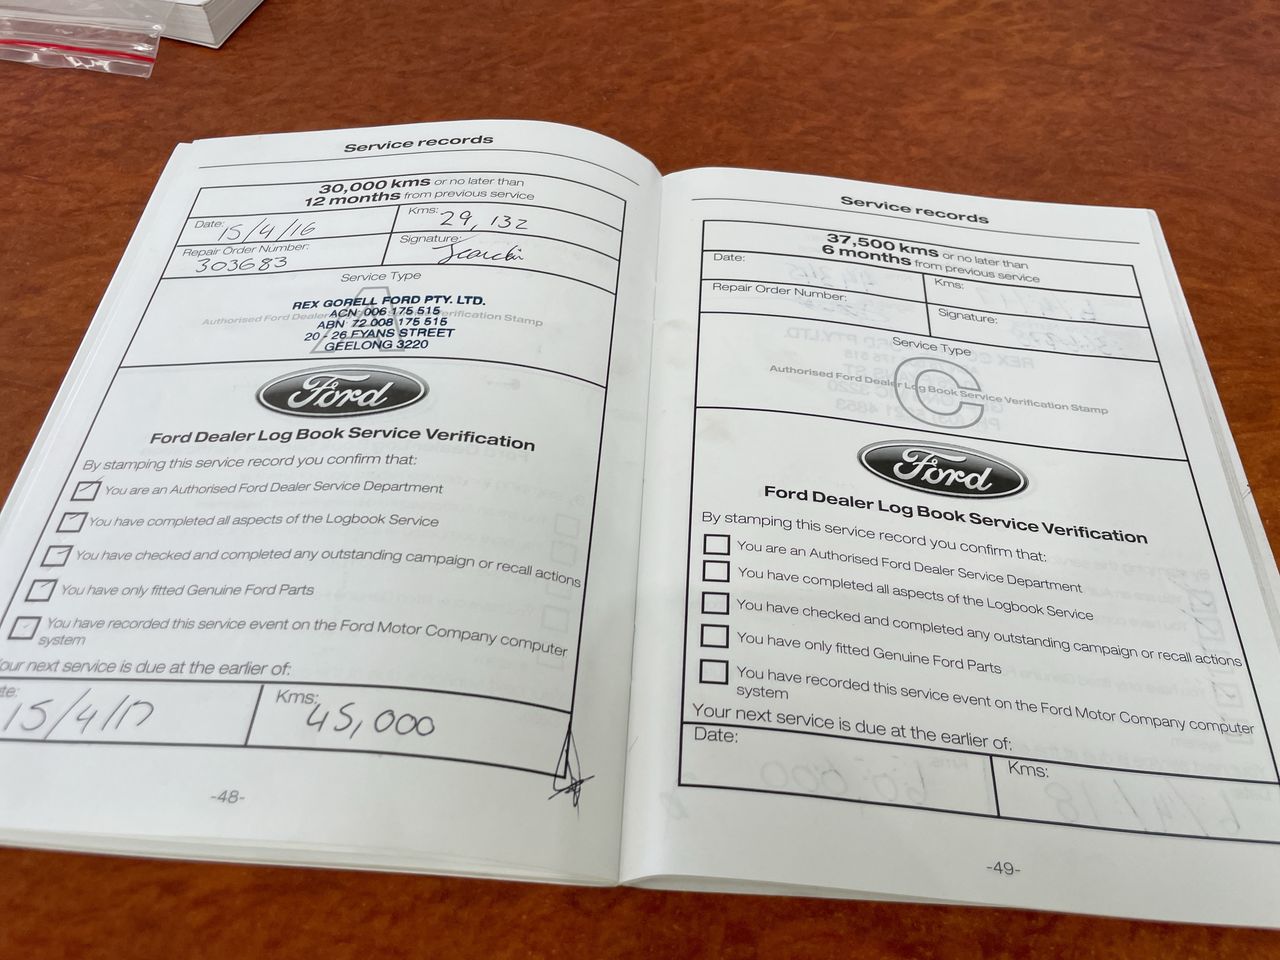 Service records
30,000 kms or no later than
12 months from previous service
Date: 15/4/16
Kms: 29,132
Repair Order Number: 303683
Signature:
Service Type
A
Authorised Ford Dealer Verification Stamp
REX GORELL FORD PTY. LTD.
ACN 006 175 515
ABN 72 008 175 515
20 - 26 FYANS STREET
GEELONG 3220
Ford
Ford Dealer Log Book Service Verification
By stamping this service record you confirm that:
You are an Authorised Ford Dealer Service Department
You have completed all aspects of the Logbook Service
You have checked and completed any outstanding campaign or recall actions
You have only fitted Genuine Ford Parts
You have recorded this service event on the Ford Motor Company computer
system
our next service is due at the earlier of:
te: 15/4/17
Kms: 45,000
-48-
Service records
37,500 kms or no later than
6 months from previous service
Date:
Kms:
Repair Order Number:
Signature:
Service Type
C
Authorised Ford Dealer Log Book Service Verification Stamp
Ford
Ford Dealer Log Book Service Verification
By stamping this service record you confirm that:
You are an Authorised Ford Dealer Service Department
You have completed all aspects of the Logbook Service
You have checked and completed any outstanding campaign or recall actions
You have only fitted Genuine Ford Parts
You have recorded this service event on the Ford Motor Company computer
system
Your next service is due at the earlier of:
Date:
Kms:
-49-